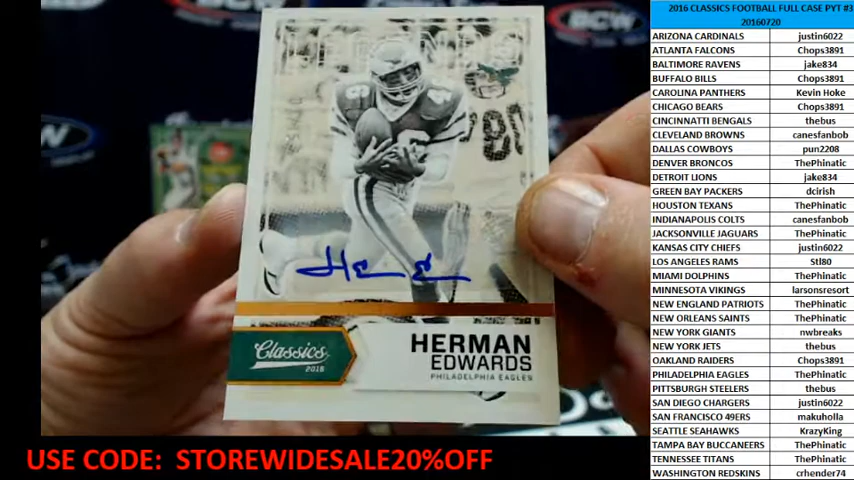 2016 CLASSICS FOOTBALL FULL CASE PYT #3
20160720
ARIZONA CARDINALS justin6022
ATLANTA FALCONS Chops3891
BALTIMORE RAVENS jake834
BUFFALO BILLS Chops3891
CAROLINA PANTHERS Kevin Hoke
CHICAGO BEARS Chops3891
CINCINNATI BENGALS thebus
CLEVELAND BROWNS canesfanbob
DALLAS COWBOYS pun2208
DENVER BRONCOS ThePhinatic
DETROIT LIONS jake834
GREEN BAY PACKERS dcirish
HOUSTON TEXANS ThePhinatic
INDIANAPOLIS COLTS canesfanbob
JACKSONVILLE JAGUARS ThePhinatic
KANSAS CITY CHIEFS justin6022
LOS ANGELES RAMS Stl80
MIAMI DOLPHINS ThePhinatic
MINNESOTA VIKINGS larsonsresort
NEW ENGLAND PATRIOTS ThePhinatic
NEW ORLEANS SAINTS ThePhinatic
NEW YORK GIANTS nwbreaks
NEW YORK JETS thebus
OAKLAND RAIDERS Chops3891
PHILADELPHIA EAGLES ThePhinatic
PITTSBURGH STEELERS thebus
SAN DIEGO CHARGERS justin6022
SAN FRANCISCO 49ERS makuholla
SEATTLE SEAHAWKS KrazyKing
TAMPA BAY BUCCANEERS ThePhinatic
TENNESSEE TITANS ThePhinatic
WASHINGTON REDSKINS crhender74
BCW
LEGENDS
46
80
Classics
2016
HERMAN
EDWARDS
PHILADELPHIA EAGLES
USE CODE: STOREWIDESALE20%OFF